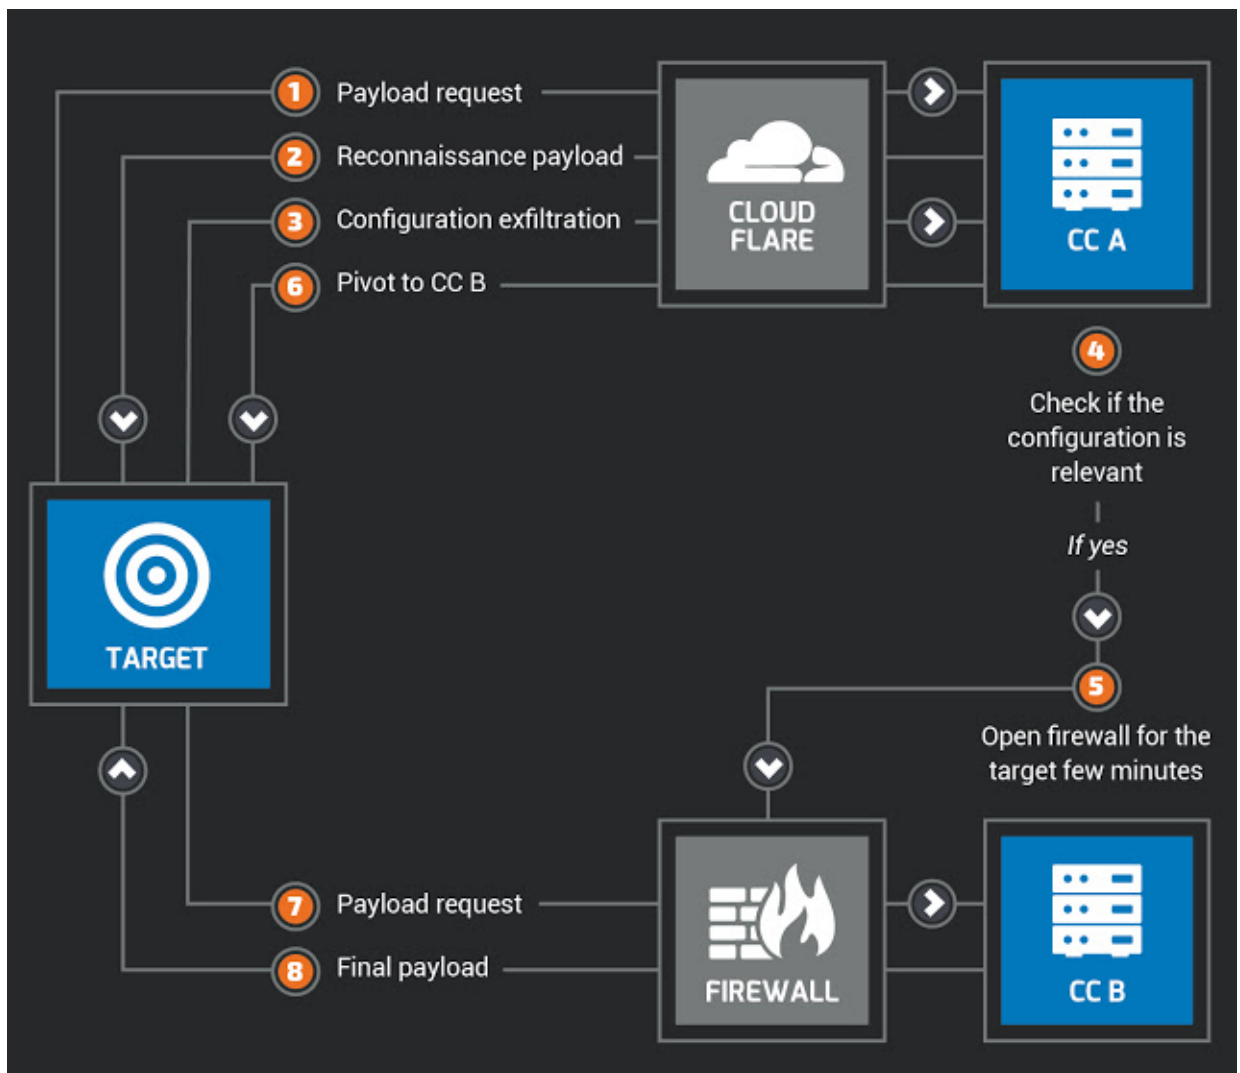 1 Payload request
2 Reconnaissance payload
3 Configuration exfiltration
6 Pivot to CC B
CLOUD
FLARE
CC A
4
Check if the
configuration is
relevant
If yes
5
Open firewall for the
target few minutes
TARGET
7 Payload request
8 Final payload
FIREWALL
CC B